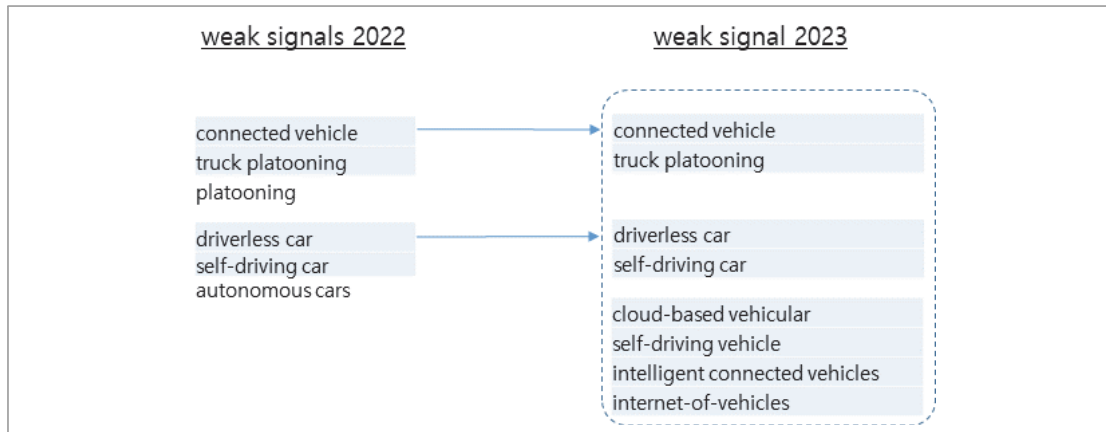 weak signals 2022
weak signal 2023
connected vehicle
truck platooning
platooning
driverless car
self-driving car
autonomous cars
connected vehicle
truck platooning
driverless car
self-driving car
cloud-based vehicular
self-driving vehicle
intelligent connected vehicles
internet-of-vehicles